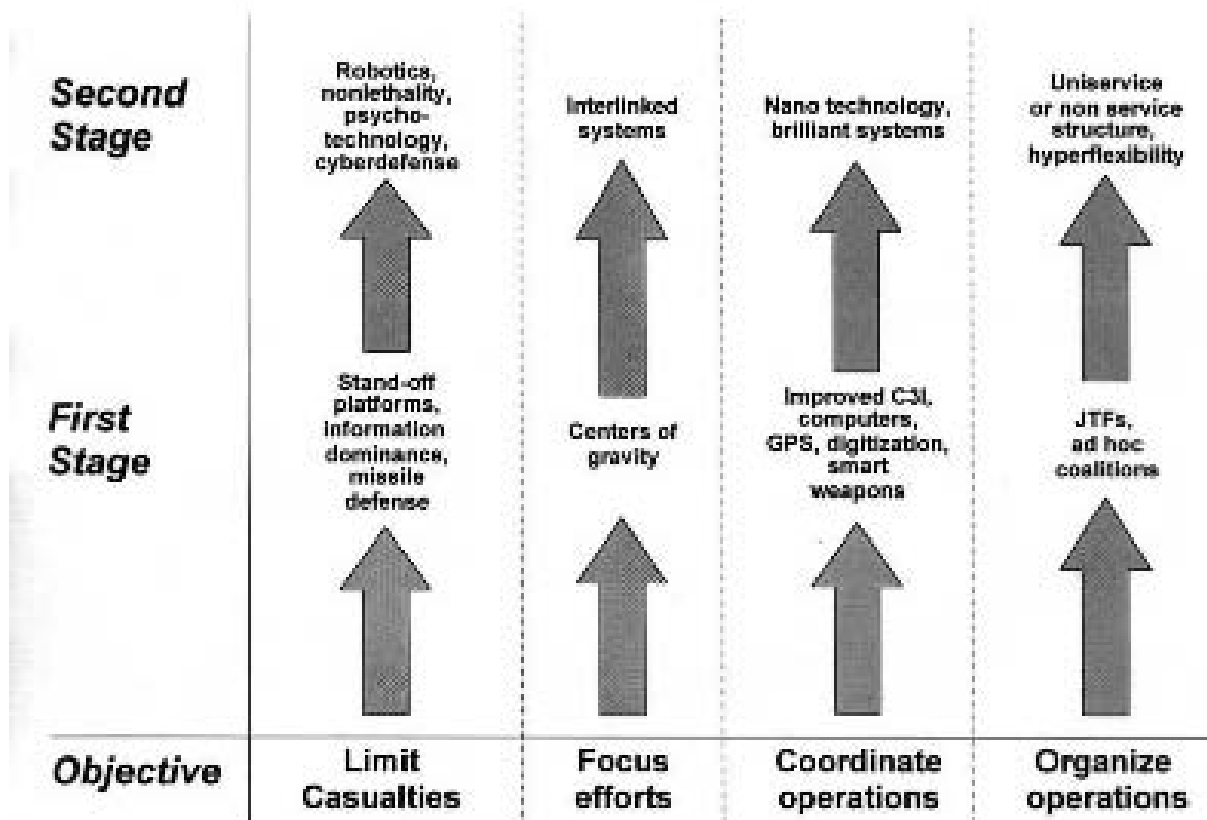 Second
Stage
Robotics,
nonlethality,
psycho-
technology,
cyberdefense
Interlinked
systems
Nano technology,
brilliant systems
Uniservice
or non service
structure,
hyperflexibility
First
Stage
Stand-off
platforms,
information
dominance,
missile
defense
Centers of
gravity
Improved C3I,
computers,
GPS, digitization,
smart
weapons
JTFs,
ad hoc
coalitions
Objective
Limit
Casualties
Focus
efforts
Coordinate
operations
Organize
operations